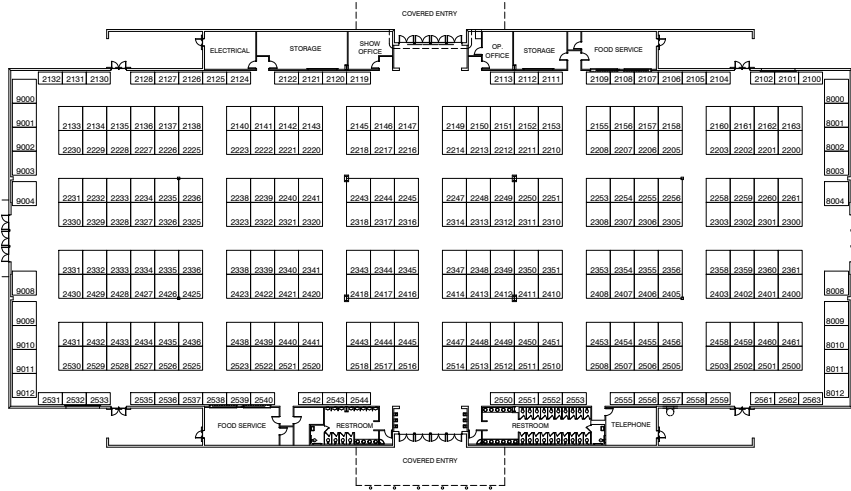 COVERED ENTRY
ELECTRICAL
STORAGE
SHOW
OFFICE
OP.
OFFICE
STORAGE
FOOD SERVICE
2132 2131 2130 2128 2127 2126 2125 2124 2122 2121 2120 2119 2113 2112 2111 2109 2108 2107 2106 2105 2104 2102 2101 2100
9000 8000
9001 2133 2134 2135 2136 2137 2138 2140 2141 2142 2143 2145 2146 2147 2149 2150 2151 2152 2153 2155 2156 2157 2158 2160 2161 2162 2163 8001
9002 2230 2229 2228 2227 2226 2225 2223 2222 2221 2220 2218 2217 2216 2214 2213 2212 2211 2210 2208 2207 2206 2205 2203 2202 2201 2200 8002
9003 8003
9004 2231 2232 2233 2234 2235 2236 2238 2239 2240 2241 2243 2244 2245 2247 2248 2249 2250 2251 2253 2254 2255 2256 2258 2259 2260 2261 8004
2330 2329 2328 2327 2326 2325 2323 2322 2321 2320 2318 2317 2316 2314 2313 2312 2311 2310 2308 2307 2306 2305 2303 2302 2301 2300
2331 2332 2333 2334 2335 2336 2338 2339 2340 2341 2343 2344 2345 2347 2348 2349 2350 2351 2353 2354 2355 2356 2358 2359 2360 2361
9008 2430 2429 2428 2427 2426 2425 2423 2422 2421 2420 2418 2417 2416 2414 2413 2412 2411 2410 2408 2407 2406 2405 2403 2402 2401 2400 8008
9009 8009
9010 2431 2432 2433 2434 2435 2436 2438 2439 2440 2441 2443 2444 2445 2447 2448 2449 2450 2451 2453 2454 2455 2456 2458 2459 2460 2461 8010
9011 2530 2529 2528 2527 2526 2525 2523 2522 2521 2520 2518 2517 2516 2514 2513 2512 2511 2510 2508 2507 2506 2505 2503 2502 2501 2500 8011
9012 8012
2531 2532 2533 2535 2536 2537 2538 2539 2540 2542 2543 2544 2550 2551 2552 2553 2555 2556 2557 2558 2559 2561 2562 2563
FOOD SERVICE
RESTROOM
RESTROOM
TELEPHONE
COVERED ENTRY